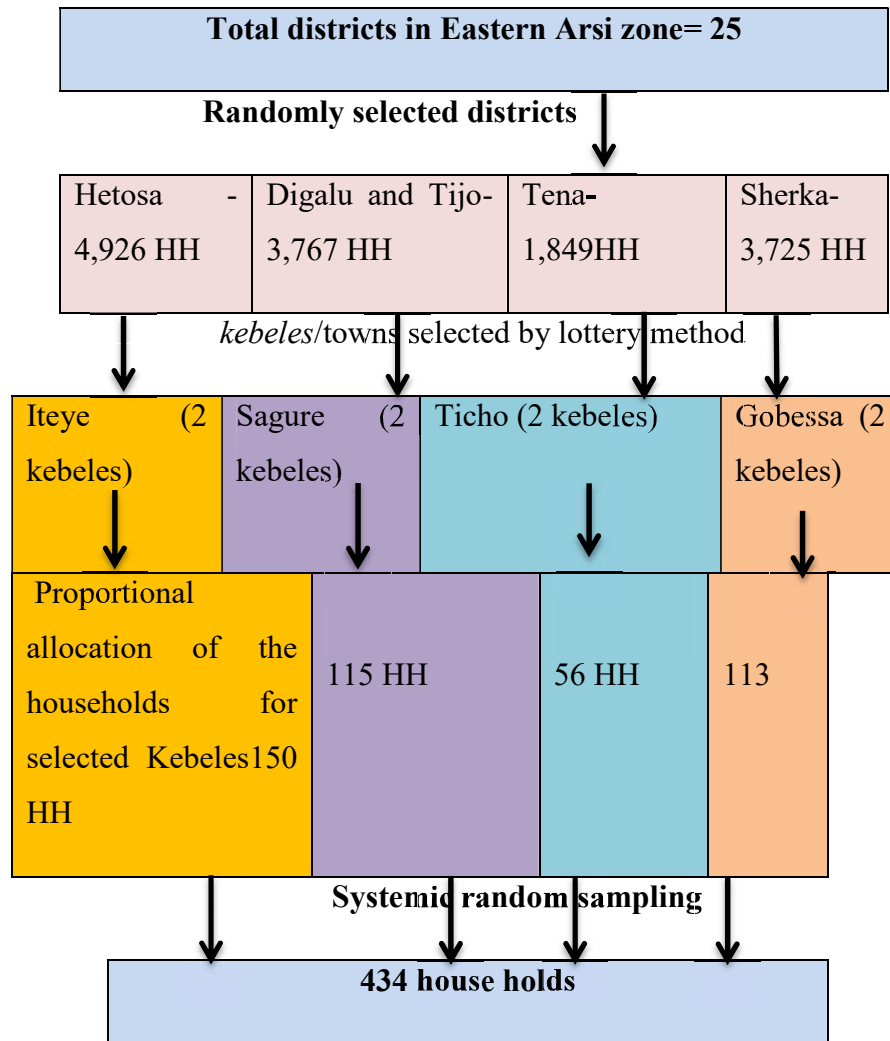 Total districts in Eastern Arsi zone= 25
Randomly selected districts
Hetosa -
4,926 HH
Digalu and Tijo-
3,767 HH
Tena-
1,849HH
Sherka-
3,725 HH
kebeles/towns selected by lottery method
Iteye (2
kebeles)
Sagure (2
kebeles)
Ticho (2 kebeles)
Gobessa (2
kebeles)
Proportional
allocation of the
households for
selected Kebeles150
HH
115 HH
56 HH
113
Systemic random sampling
434 house holds